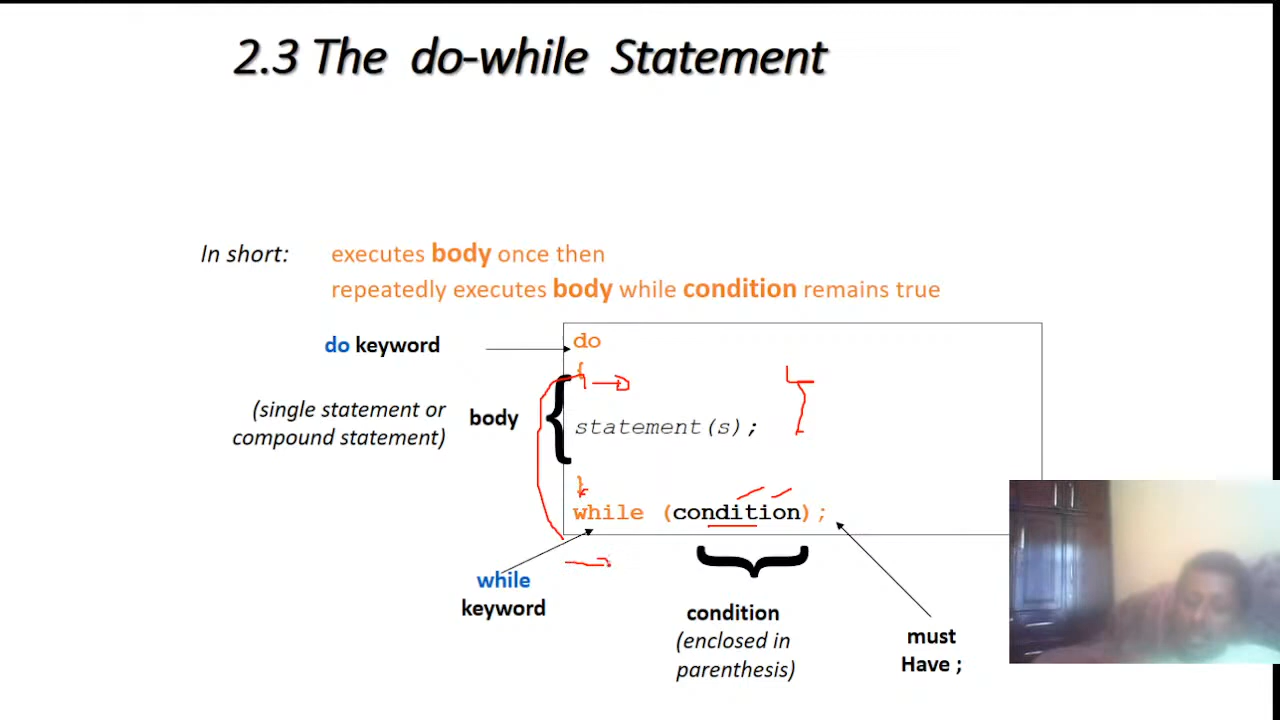 2.3 The do-while Statement
In short: executes body once then
repeatedly executes body while condition remains true
do keyword
do
{
(single statement or
compound statement)
body
statement(s);
}
while (condition);
while
keyword
condition
(enclosed in
parenthesis)
must
Have ;